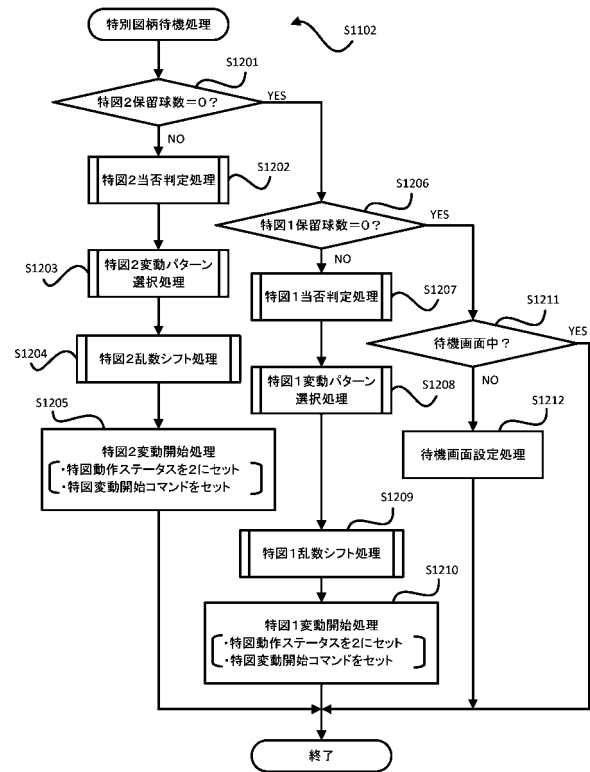 特別図柄待機処理
S1102
S1201
特図2保留球数=0?
YES
NO
S1202
特図2当否判定処理
S1206
特図1保留球数=0?
YES
NO
S1203
特図2変動パターン
選択処理
S1207
特図1当否判定処理
S1211
待機画面中?
YES
NO
S1204
特図2乱数シフト処理
S1208
特図1変動パターン
選択処理
S1205
特図2変動開始処理
・特図動作ステータスを2にセット
・特図変動開始コマンドをセット
S1212
待機画面設定処理
S1209
特図1乱数シフト処理
S1210
特図1変動開始処理
・特図動作ステータスを2にセット
・特図変動開始コマンドをセット
終了